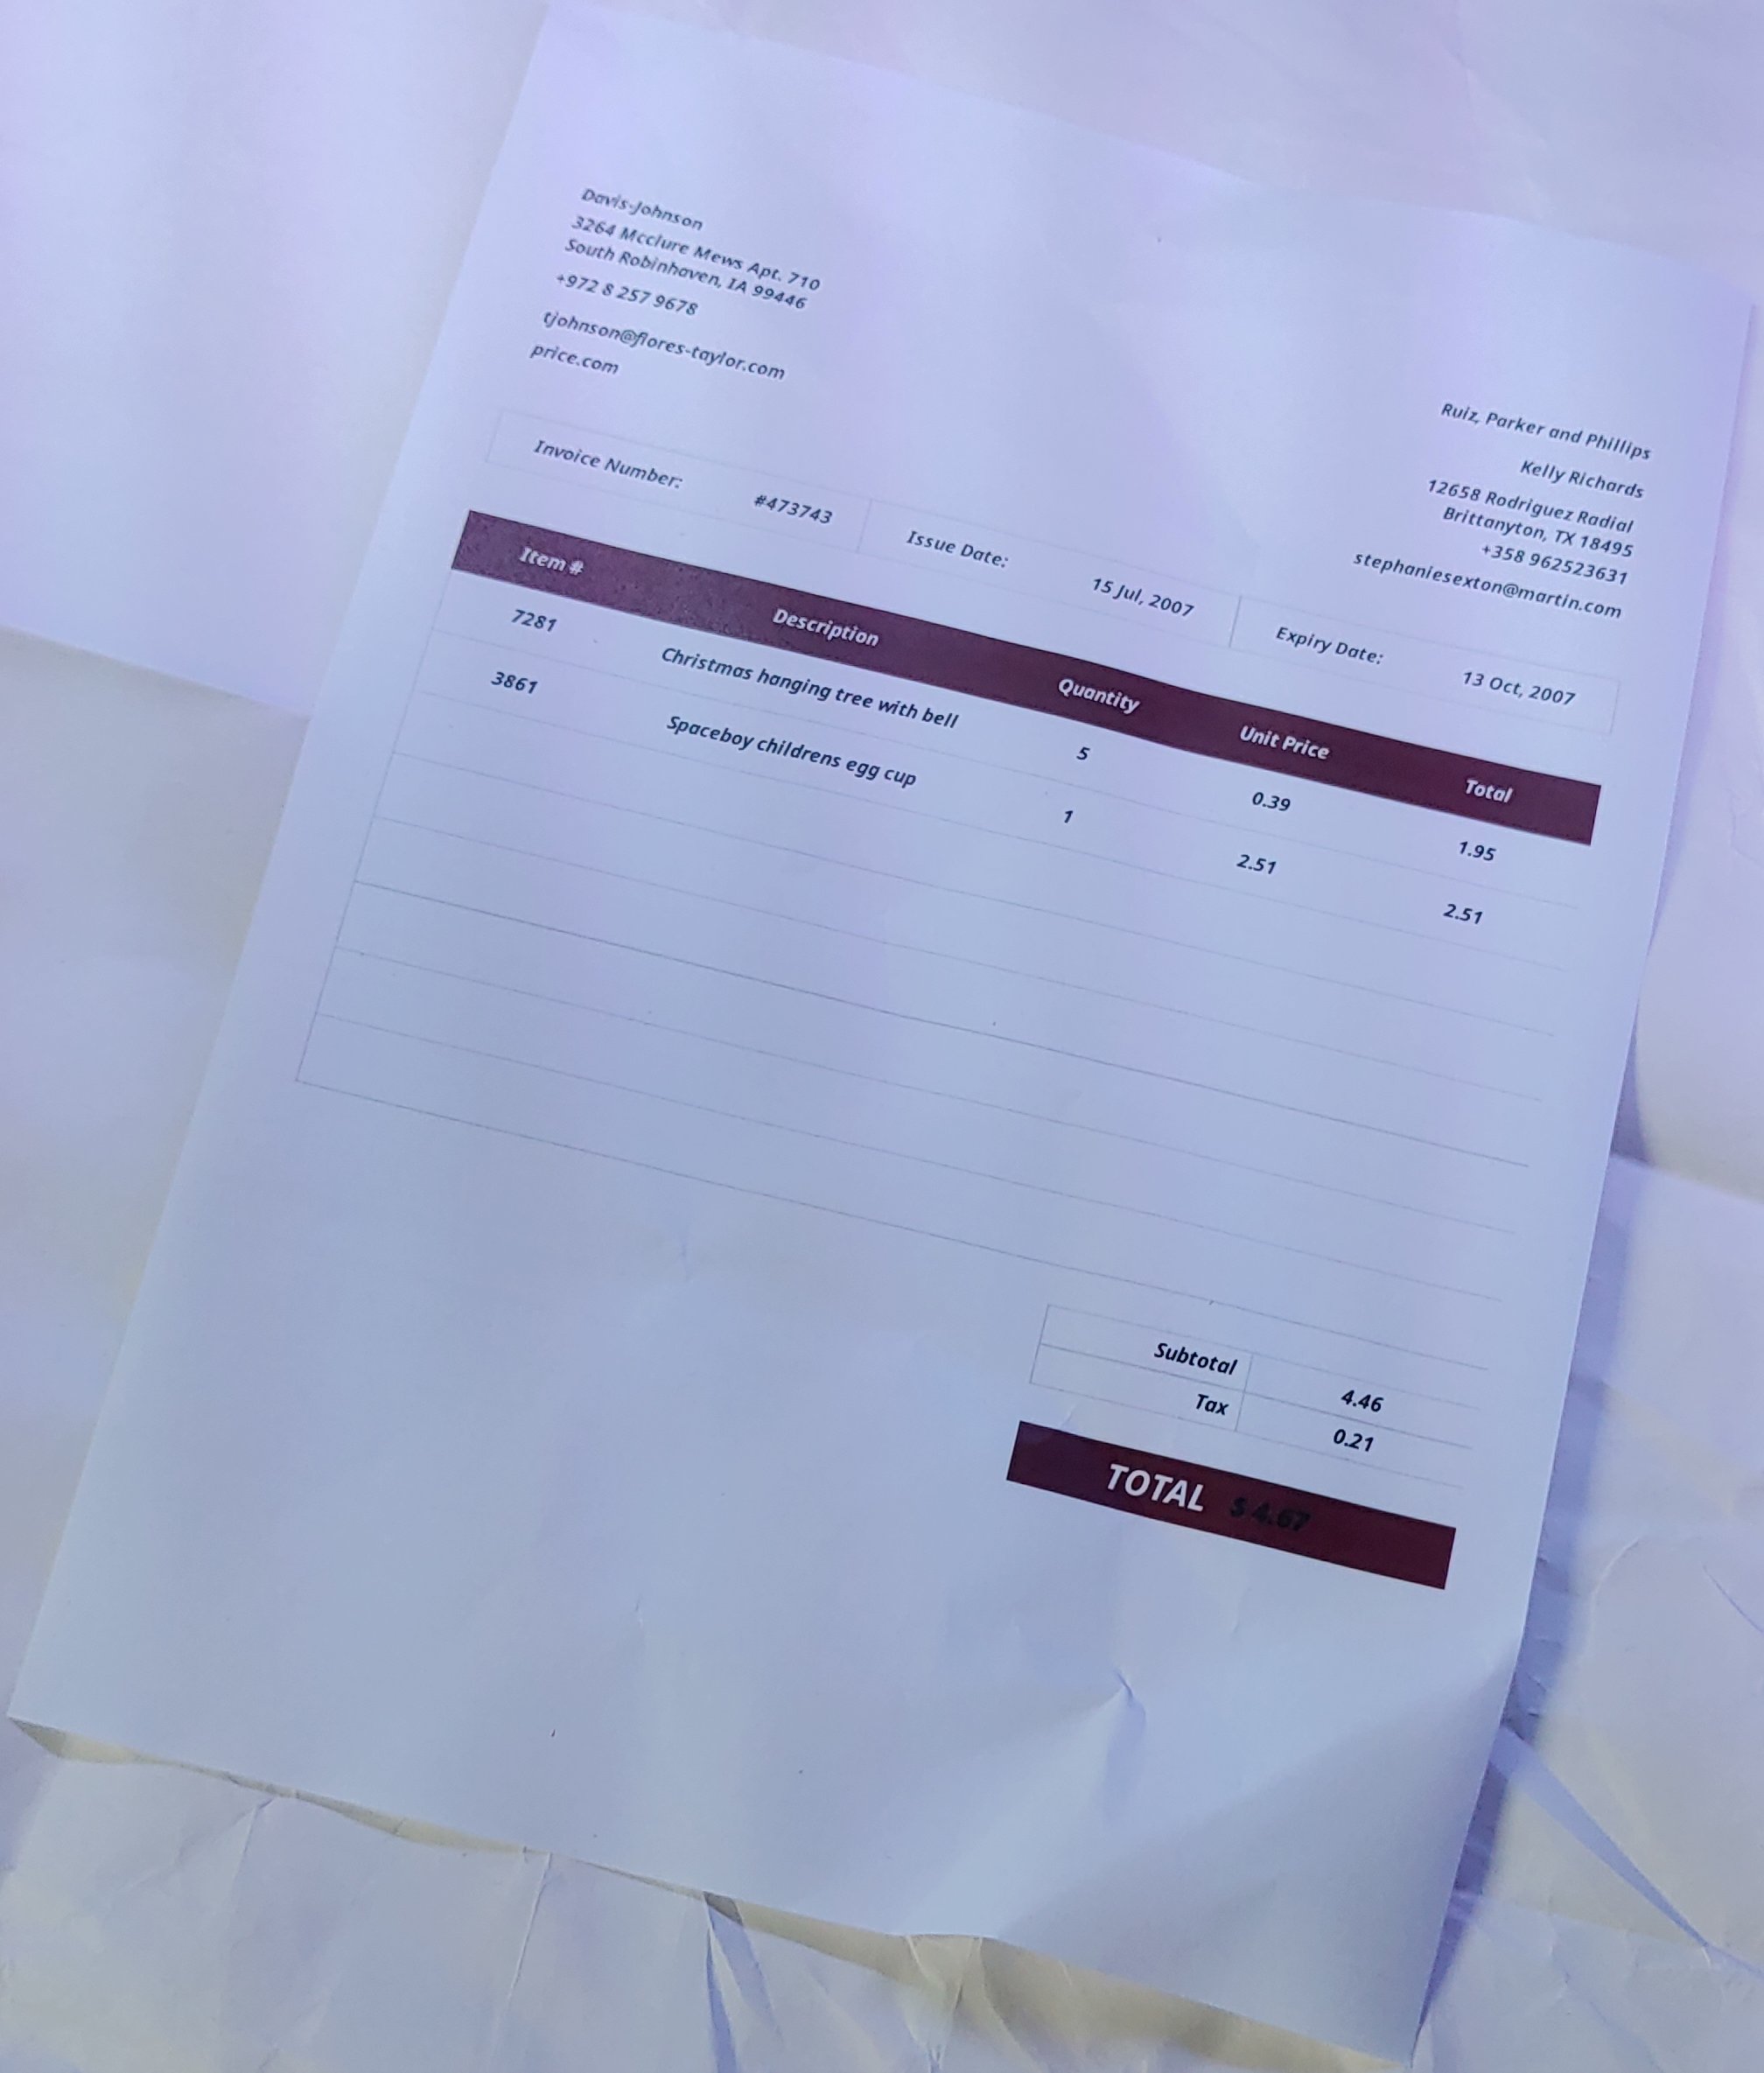 Davis-Johnson
3264 Mcclure Mews Apt. 710
South Robinhaven, IA 99446
+972 8 257 9678
tjohnson@flores-taylor.com
price.com
Ruiz, Parker and Phillips
Kelly Richards
12658 Rodriguez Radial
Brittanyton, TX 18495
+358 962523631
stephaniesexton@martin.com
Invoice Number: #473743 Issue Date: 15 Jul, 2007 Expiry Date: 13 Oct, 2007
Item # Description Quantity Unit Price Total
7281 Christmas hanging tree with bell 5 0.39 1.95
3861 Spaceboy childrens egg cup 1 2.51 2.51
Subtotal 4.46
Tax 0.21
TOTAL $ 4.67